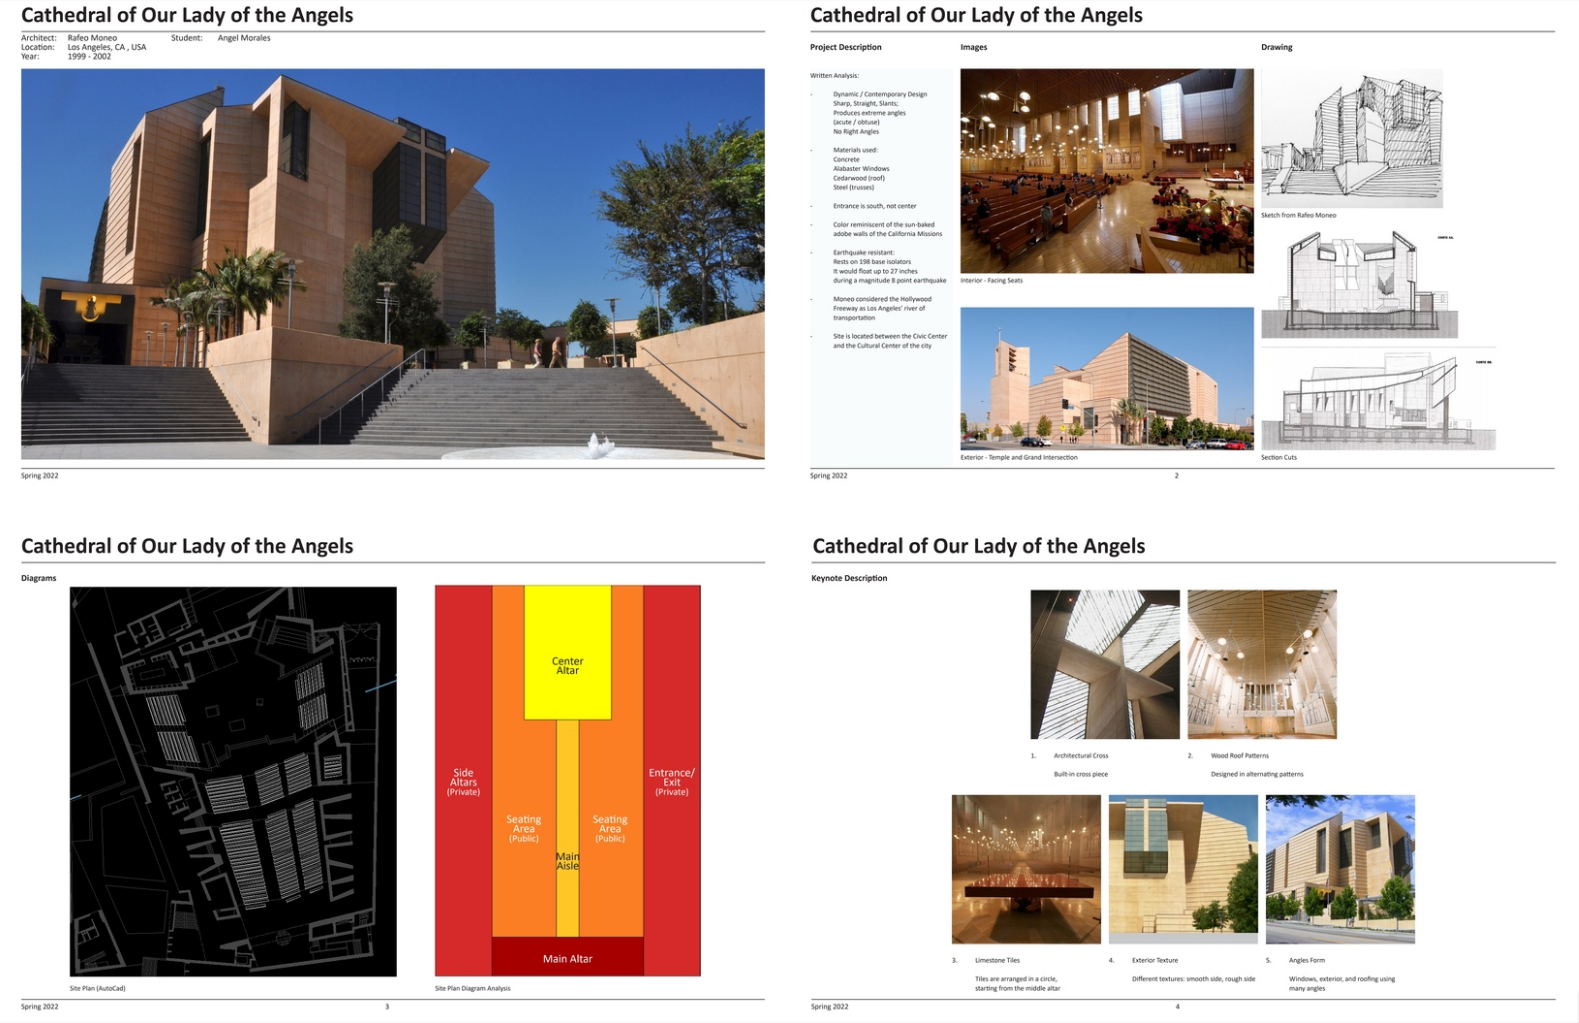 Cathedral of Our Lady of the Angels
Architect: Rafeo Moneo Student: Angel Morales
Location: Los Angeles, CA , USA
Year: 1999 - 2002
Spring 2022
Cathedral of Our Lady of the Angels
Project Description
Images
Drawing
Written Analysis:
- Dynamic / Contemporary Design
Sharp, Straight, Slants;
Produces extreme angles
(acute / obtuse)
No Right Angles
- Materials used:
Concrete
Alabaster Windows
Cedarwood (roof)
Steel (trusses)
- Entrance is south, not center
- Color reminiscent of the sun-baked
adobe walls of the California Missions
- Earthquake resistant:
Rests on 198 base isolators
It would float up to 27 inches
during a magnitude 8 point earthquake
- Moneo considered the Hollywood
Freeway as Los Angeles' river of
transportation
- Site is located between the Civic Center
and the Cultural Center of the city
Interior - Facing Seats
Exterior - Temple and Grand Intersection
Sketch from Rafeo Moneo
Section Cuts
Spring 2022
2
Cathedral of Our Lady of the Angels
Diagrams
Center
Altar
Side
Altars
(Private)
Entrance/
Exit
(Private)
Seating
Area
(Public)
Seating
Area
(Public)
Main
Aisle
Main Altar
Site Plan (AutoCad)
Site Plan Diagram Analysis
Spring 2022
3
Cathedral of Our Lady of the Angels
Keynote Description
1. Architectural Cross
Built-in cross piece
2. Wood Roof Patterns
Designed in alternating patterns
3. Limestone Tiles
Tiles are arranged in a circle,
starting from the middle altar
4. Exterior Texture
Different textures: smooth side, rough side
5. Angles Form
Windows, exterior, and roofing using
many angles
Spring 2022
4